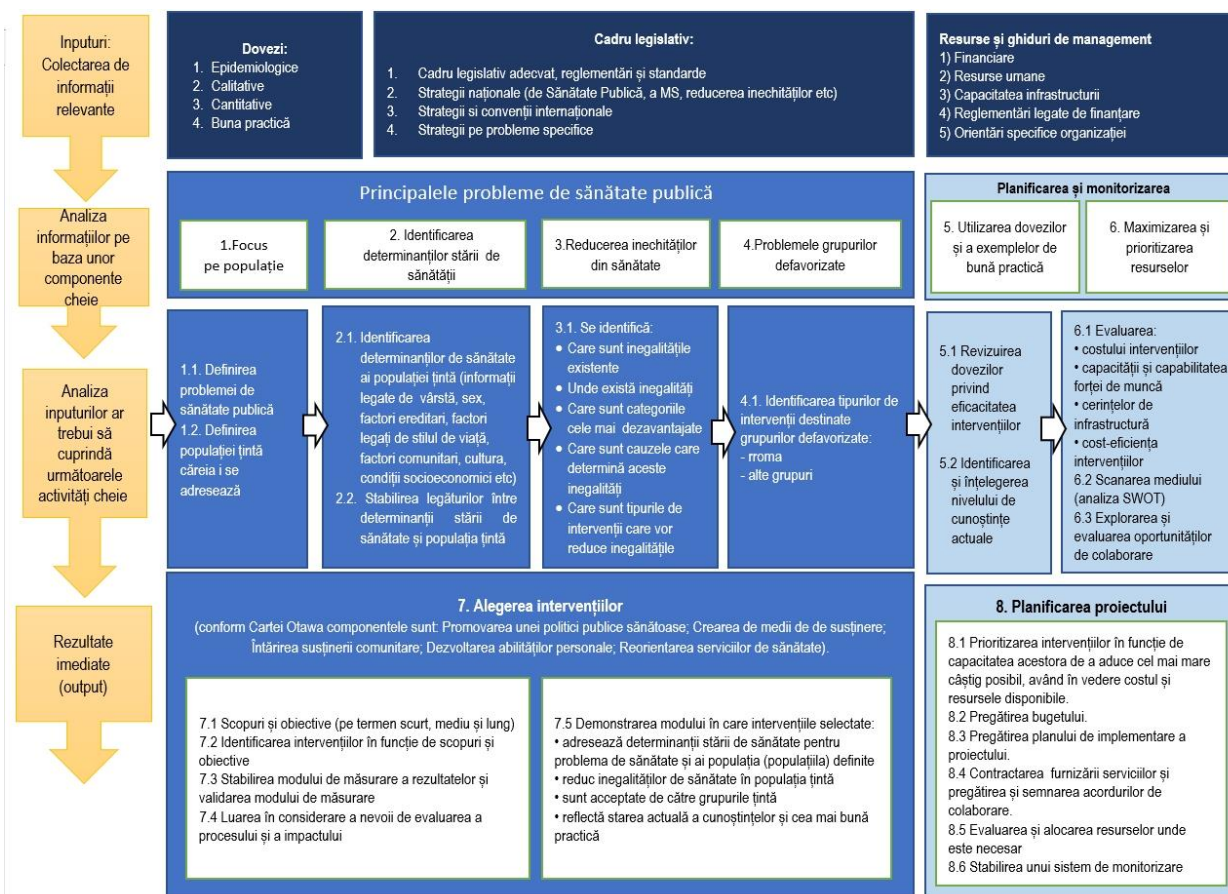 Inputuri:
Colectarea de
informații
relevante
Dovezi:
1. Epidemiologice
2. Calitative
3. Cantitative
4. Buna practică
Cadru legislativ:
1. Cadru legislativ adecvat, reglementări și standarde
2. Strategii naționale (de Sănătate Publică, a MS, reducerea inechităților etc)
3. Strategii si convenții internaționale
4. Strategii pe probleme specifice
Resurse și ghiduri de management
1) Financiare
2) Resurse umane
3) Capacitatea infrastructurii
4) Reglementări legate de finanțare
5) Orientări specifice organizației
Analiza
informațiilor pe
baza unor
componente
cheie
Principalele probleme de sănătate publică
1.Focus
pe populație
2. Identificarea
determinanților stării de
sănătății
3.Reducerea inechităților
din sănătate
4.Problemele grupurilor
defavorizate
Planificarea și monitorizarea
5. Utilizarea dovezilor
și a exemplelor de
bună practică
6. Maximizarea și
prioritizarea
resurselor
Analiza
inputurilor ar
trebui să
cuprindă
următoarele
activități cheie
1.1. Definirea
problemei de
sănătate publică
1.2. Definirea
populației țintă
căreia i se
adresează
2.1. Identificarea
determinanților de sănătate
ai populației țintă (informații
legate de vârstă, sex,
factori ereditari, factori
legați de stilul de viață,
factori comunitari, cultura,
condiții socioeconomici etc)
2.2. Stabilirea legăturilor între
determinanții stării de
sănătate și populația țintă
3.1. Se identifică:
• Care sunt inegalitățile
existente
• Unde există inegalități
• Care sunt categoriile
cele mai dezavantajate
• Care sunt cauzele care
determină aceste
inegalități
• Care sunt tipurile de
intervenții care vor
reduce inegalitățile
4.1. Identificarea tipurilor de
intervenții destinate
grupurilor defavorizate:
- rroma
- alte grupuri
5.1 Revizuirea
dovezilor
privind
eficacitatea
intervențiilor
5.2 Identificarea
și înțelegerea
nivelului de
cunoștințe
actuale
6.1 Evaluarea:
• costului intervențiilor
• capacității și capabilitatea
forței de muncă
• cerințelor de
infrastructură
• cost-eficiența
intervențiilor
6.2 Scanarea mediului
(analiza SWOT)
6.3 Explorarea și
evaluarea oportunităților
de colaborare
Rezultate
imediate
(output)
7. Alegerea intervențiilor
(conform Cartei Otawa componentele sunt: Promovarea unei politici publice sănătoase; Crearea de medii de de susținere;
Întărirea susținerii comunitare; Dezvoltarea abilităților personale; Reorientarea serviciilor de sănătate).
7.1 Scopuri și obiective (pe termen scurt, mediu și lung)
7.2 Identificarea intervențiilor în funcție de scopuri și
obiective
7.3 Stabilirea modului de măsurare a rezultatelor și
validarea modului de măsurare
7.4 Luarea în considerare a nevoii de evaluarea a
procesului și a impactului
7.5 Demonstrarea modului în care intervențiile selectate:
• adresează determinanții stării de sănătate pentru
problema de sănătate și ai populația (populațiila) definite
• reduc inegalităților de sănătate în populația țintă
• sunt acceptate de către grupurile țintă
• reflectă starea actuală a cunoștințelor și cea mai bună
practică
8. Planificarea proiectului
8.1 Prioritizarea intervențiilor în funcție de
capacitatea acestora de a aduce cel mai mare
câștig posibil, având în vedere costul și
resursele disponibile.
8.2 Pregătirea bugetului.
8.3 Pregătirea planului de implementare a
proiectului.
8.4 Contractarea furnizării serviciilor și
pregătirea și semnarea acordurilor de
colaborare.
8.5 Evaluarea și alocarea resurselor unde
este necesar
8.6 Stabilirea unui sistem de monitorizare